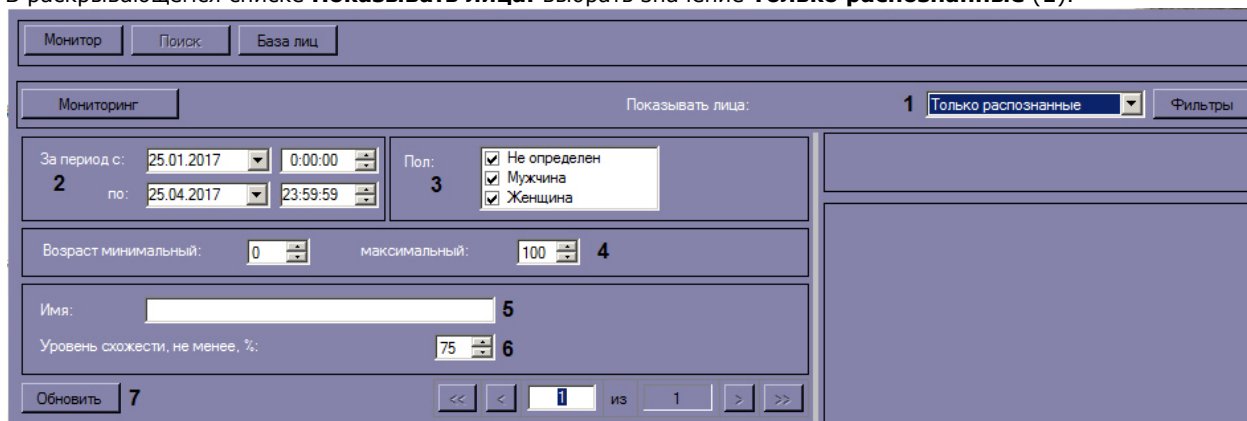 В раскрывающемся списке Показывать лица: выбрать значение Только распознанные (1).
Монитор Поиск База лиц
Мониторинг Показывать лица: 1 Только распознанные Фильтры
За период с: 25.01.2017 0:00:00
2 по: 25.04.2017 23:59:59
Пол: 3
Не определен
Мужчина
Женщина
Возраст минимальный: 0 максимальный: 100 4
Имя: 5
Уровень схожести, не менее, %: 75 6
Обновить 7 << < 1 из 1 > >>